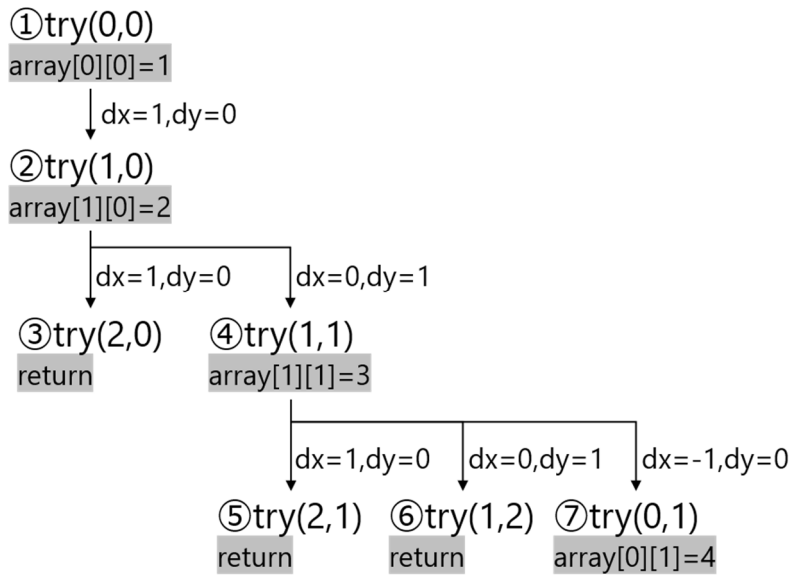 ①try(0,0)
array[0][0]=1
dx=1,dy=0
②try(1,0)
array[1][0]=2
dx=1,dy=0
dx=0,dy=1
③try(2,0)
return
④try(1,1)
array[1][1]=3
dx=1,dy=0
dx=0,dy=1
dx=-1,dy=0
⑤try(2,1)
return
⑥try(1,2)
return
⑦try(0,1)
array[0][1]=4